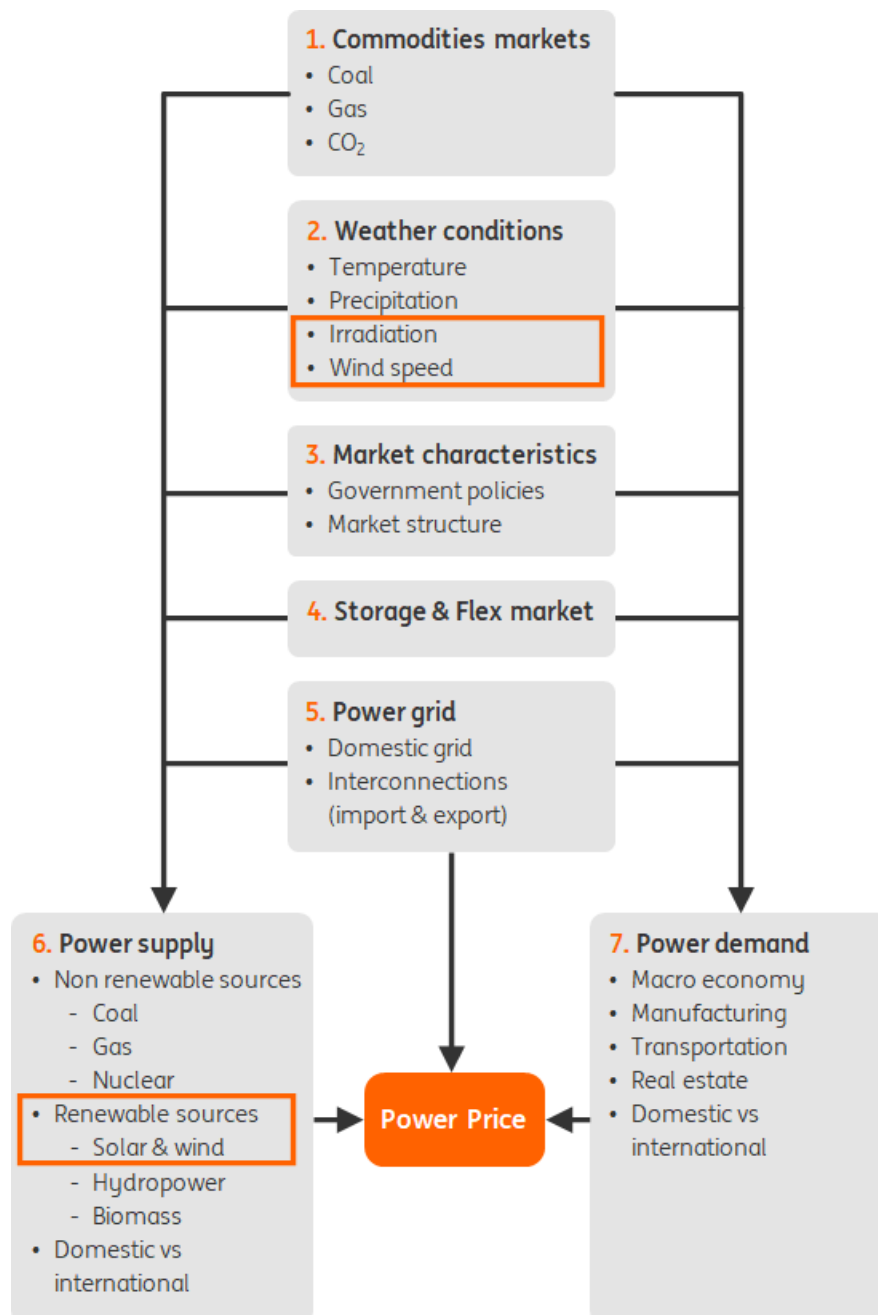 1. Commodities markets
• Coal
• Gas
• CO₂
2. Weather conditions
• Temperature
• Precipitation
• Irradiation
• Wind speed
3. Market characteristics
• Government policies
• Market structure
4. Storage & Flex market
5. Power grid
• Domestic grid
• Interconnections
(import & export)
6. Power supply
• Non renewable sources
- Coal
- Gas
- Nuclear
• Renewable sources
- Solar & wind
- Hydropower
- Biomass
• Domestic vs
international
Power Price
7. Power demand
• Macro economy
• Manufacturing
• Transportation
• Real estate
• Domestic vs
international